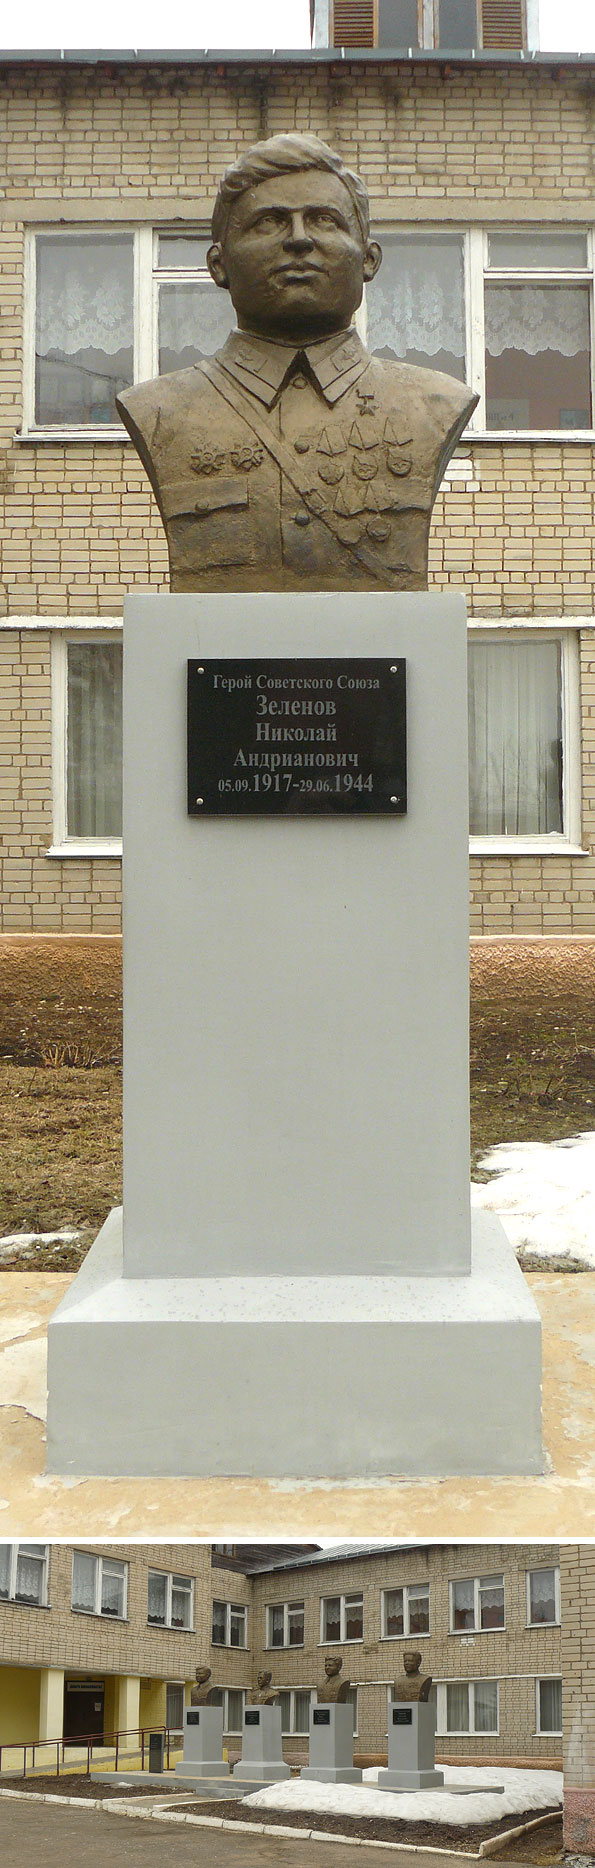 Герой Советского Союза
Зеленов
Николай
Андрианович
05.09.1917-29.06.1944